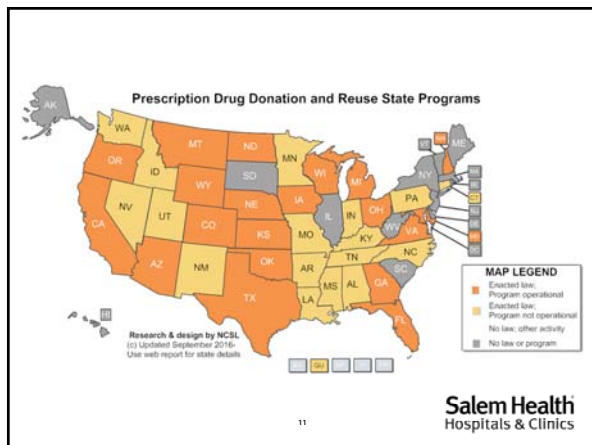 Prescription Drug Donation and Reuse State Programs
AK
WA
MT
ND
MN
ME
VT
OR
ID
SD
WI
MI
NY
WY
IA
PA
CT
NE
NV
UT
IL
IN
OH
CO
WV
VA
CA
KS
MO
KY
NC
TN
AZ
NM
OK
AR
SC
MS
AL
GA
TX
LA
FL
HI
GU
MAP LEGEND
Enacted law;
Program operational
Enacted law;
Program not operational
No law; other activity
No law or program
Research & design by NCSL
(c) Updated September 2016-
Use web report for state details
11
Salem Health
Hospitals & Clinics